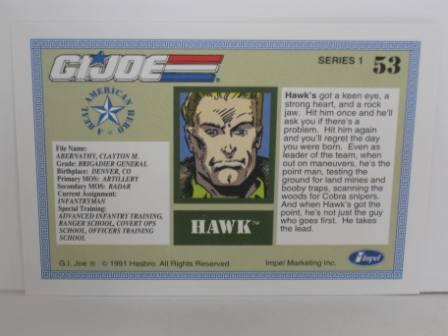 G.I.JOE
SERIES 1 53
A REAL AMERICAN HERO
File Name:
ABERNATHY, CLAYTON M.
Grade: BRIGADIER GENERAL
Birthplace: DENVER, CO
Primary MOS: ARTILLERY
Secondary MOS: RADAR
Current Assignment:
INFANTRYMAN
Special Training:
ADVANCED INFANTRY TRAINING,
RANGER SCHOOL, COVERT OPS
SCHOOL, OFFICERS TRAINING
SCHOOL
HAWK™
Hawk's got a keen eye, a
strong heart, and a rock
jaw. Hit him once and he'll
ask you if there's a
problem. Hit him again
and you'll regret the day
you were born. Even as
leader of the team, when
out on maneuvers, he's the
point man, testing the
ground for land mines and
booby traps, scanning the
woods for Cobra snipers.
And when Hawk's got the
point, he's not just the guy
who goes first. He takes
the lead.
G.I. Joe ® © 1991 Hasbro. All Rights Reserved.
Impel Marketing Inc.
Impel